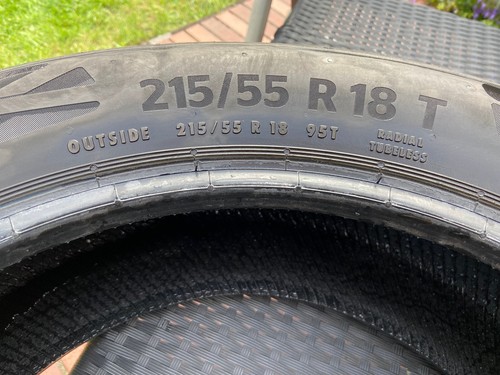 215/55 R 18 T
OUTSIDE 215/55 R 18 95T RADIAL
TUBELESS